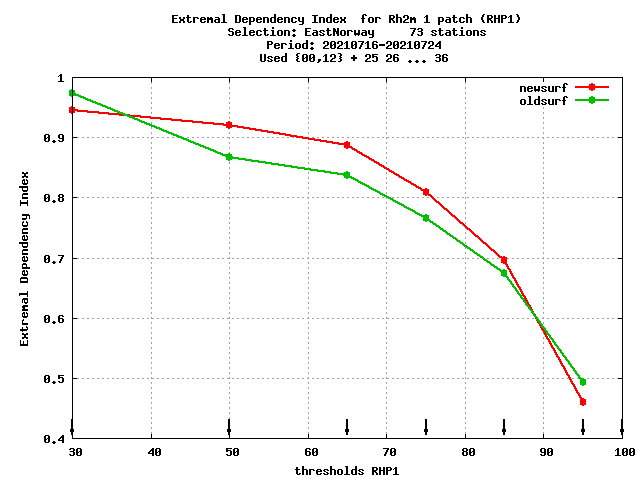 Extremal Dependency Index  for Rh2m 1 patch (RHP1)
Selection: EastNorway     73 stations
Period: 20210716-20210724
Used {00,12} + 25 26 ... 36
newsurf
oldsurf
1
0.9
0.8
0.7
0.6
0.5
0.4
Extremal Dependency Index
30 40 50 60 70 80 90 100
thresholds RHP1